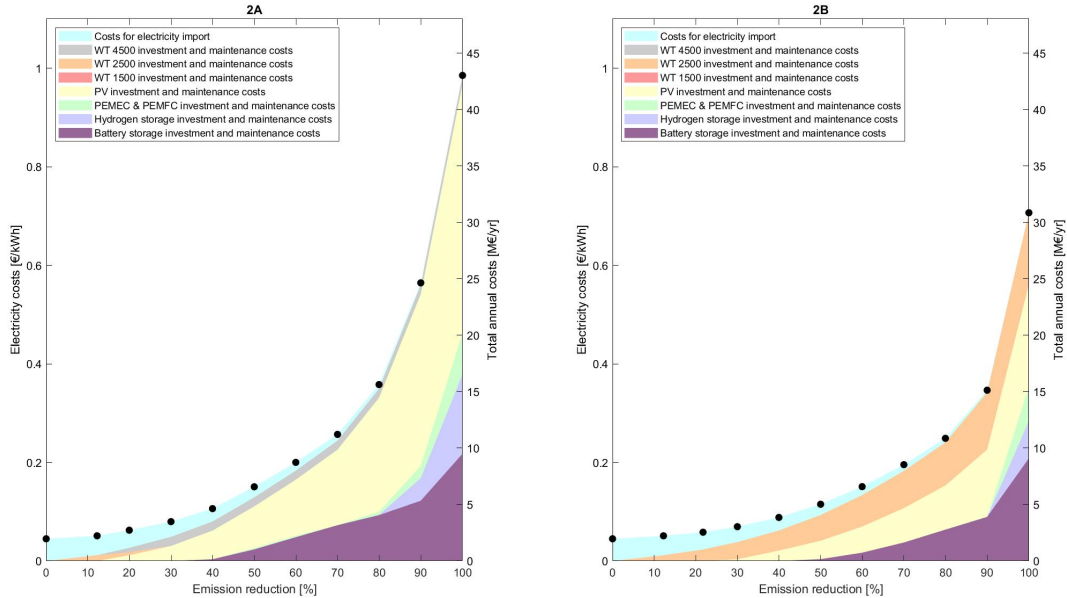 2A
Costs for electricity import
WT 4500 investment and maintenance costs
WT 2500 investment and maintenance costs
WT 1500 investment and maintenance costs
PV investment and maintenance costs
PEMEC & PEMFC investment and maintenance costs
Hydrogen storage investment and maintenance costs
Battery storage investment and maintenance costs
Electricity costs [€/kWh]
1
0.8
0.6
0.4
0.2
0
45
40
35
30
25
20
15
10
5
0
Total annual costs [M€/yr]
0 10 20 30 40 50 60 70 80 90 100
Emission reduction [%]
2B
Costs for electricity import
WT 4500 investment and maintenance costs
WT 2500 investment and maintenance costs
WT 1500 investment and maintenance costs
PV investment and maintenance costs
PEMEC & PEMFC investment and maintenance costs
Hydrogen storage investment and maintenance costs
Battery storage investment and maintenance costs
Electricity costs [€/kWh]
1
0.8
0.6
0.4
0.2
0
45
40
35
30
25
20
15
10
5
0
Total annual costs [M€/yr]
0 10 20 30 40 50 60 70 80 90 100
Emission reduction [%]